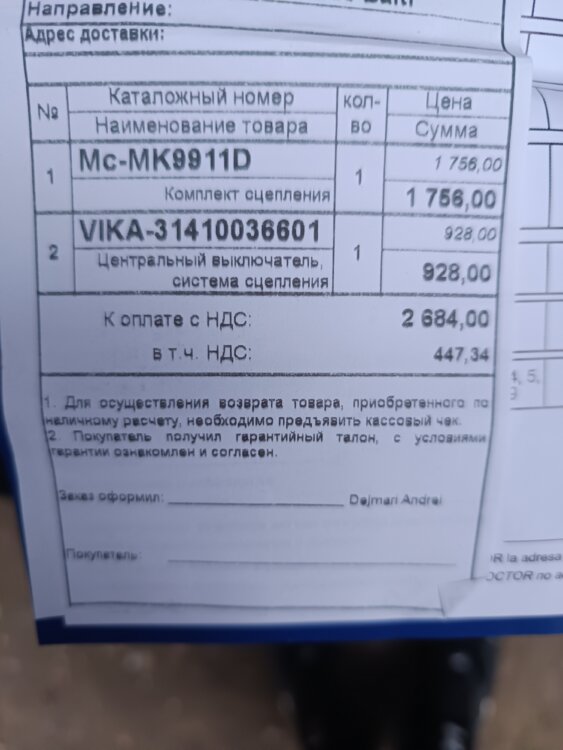 Направление:
Адрес доставки:
№
Каталожный номер
Наименование товара
кол-во
Цена
Сумма
1
Mc-MK9911D
Комплект сцепления
1
1 756,00
1 756,00
2
VIKA-31410036601
Центральный выключатель,
система сцепления
1
928,00
928,00
К оплате с НДС:
2 684,00
в т.ч. НДС:
447,34
1. Для осуществления возврата товара, приобретенного по
наличному расчету, необходимо предъявить кассовый чек.
2. Покупатель получил гарантийный талон, с условиями
гарантии ознакомлен и согласен.
Заказ оформил:
Dejmari Andrei
Покупатель:
la adresa